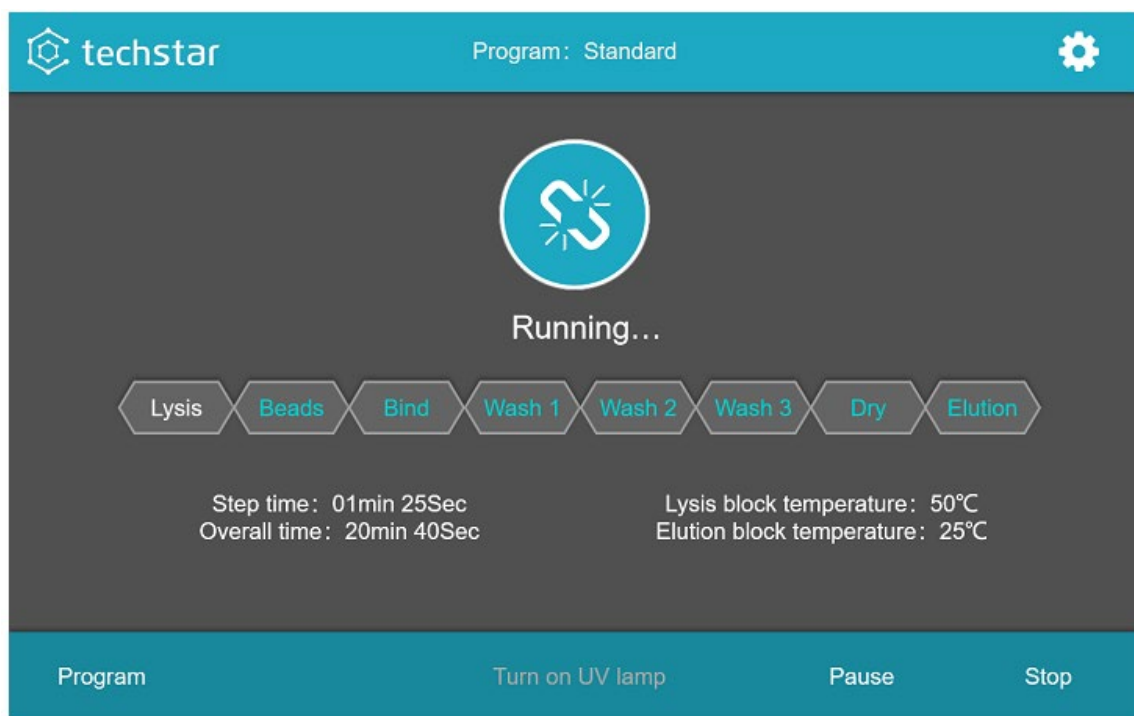 techstar
Program: Standard
Running...
Lysis
Beads
Bind
Wash 1
Wash 2
Wash 3
Dry
Elution
Step time: 01min 25Sec
Overall time: 20min 40Sec
Lysis block temperature: 50℃
Elution block temperature: 25℃
Program
Turn on UV lamp
Pause
Stop